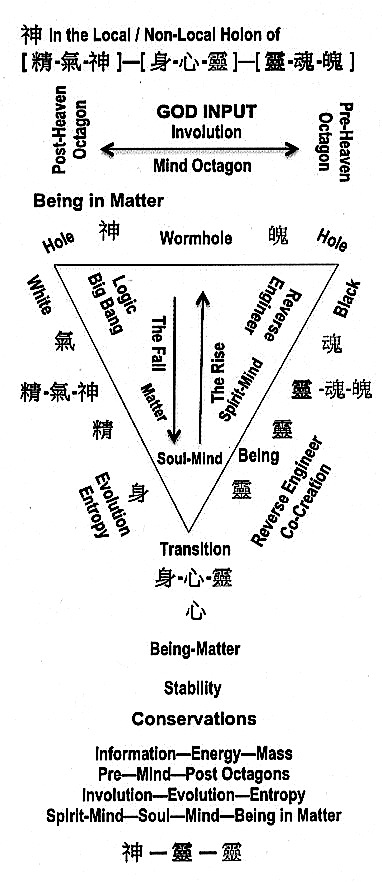 神 In the Local / Non-Local Holon of
[精-氣-神]—[身-心-靈]—[靈-魂-魄]
Post-Heaven
Octagon
GOD INPUT
Involution
Mind Octagon
Pre-Heaven
Octagon
Being in Matter
Hole 神 Wormhole 魄 Hole
White
Logic
Big Bang
The Fall
Matter
The Rise
Spirit-Mind
Reverse
Engineer
Black
氣
魂
精-氣-神
靈-魂-魄
精
靈
Soul-Mind
Being
Evolution
Entropy
身
靈
Reverse Engineer
Co-Creation
Transition
身-心-靈
心
Being-Matter
Stability
Conservations
Information—Energy—Mass
Pre—Mind—Post Octagons
Involution—Evolution—Entropy
Spirit-Mind—Soul—Mind—Being in Matter
神 — 靈 — 靈